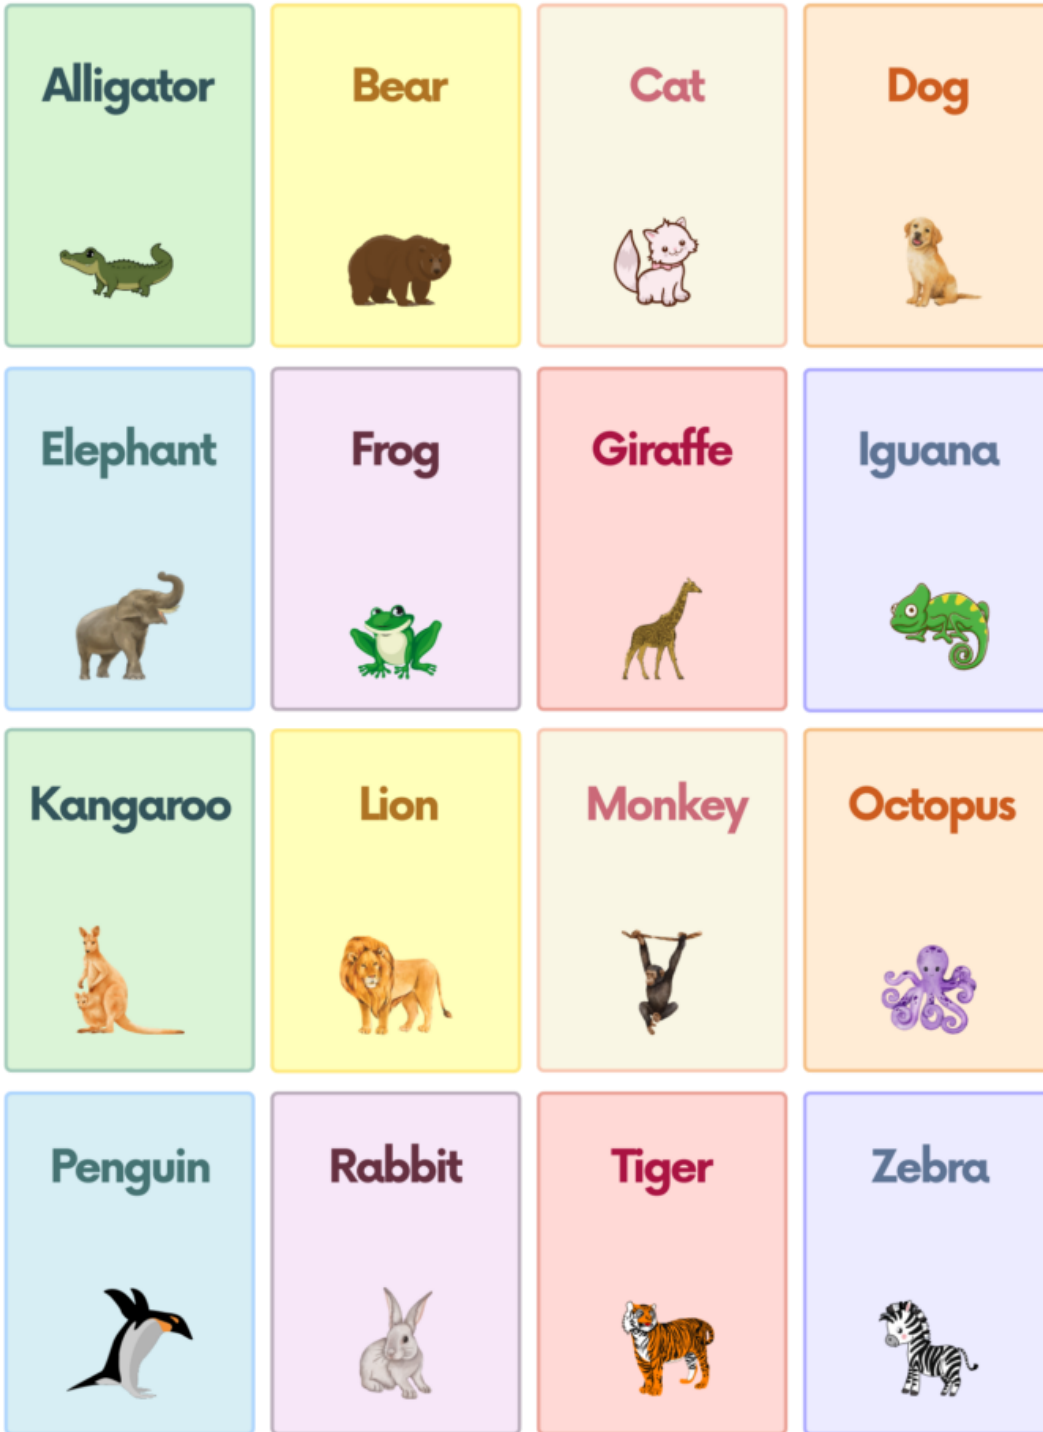 Alligator
Bear
Cat
Dog
Elephant
Frog
Giraffe
Iguana
Kangaroo
Lion
Monkey
Octopus
Penguin
Rabbit
Tiger
Zebra